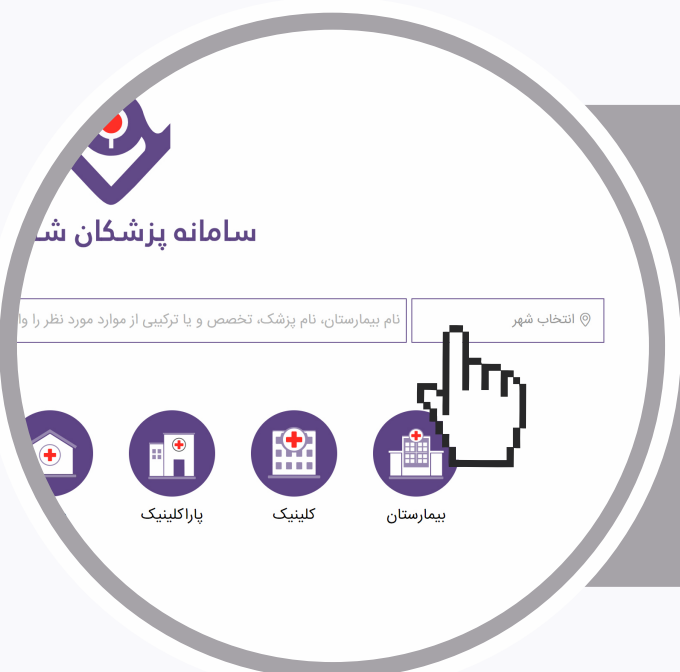 سامانه پزشکان
انتخاب شهر
نام بیمارستان، نام پزشک، تخصص و یا ترکیبی از موارد مورد نظر را
بیمارستان
کلینیک
پاراکلینیک